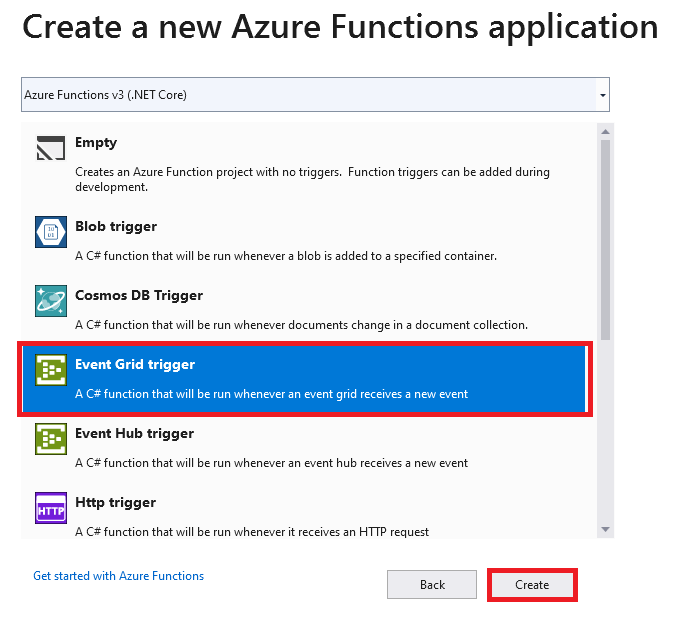 Create a new Azure Functions application
Azure Functions v3 (.NET Core)
Empty
Creates an Azure Function project with no triggers.  Function triggers can be added during
development.
Blob trigger
A C# function that will be run whenever a blob is added to a specified container.
Cosmos DB Trigger
A C# function that will be run whenever documents change in a document collection.
Event Grid trigger
A C# function that will be run whenever an event grid receives a new event
Event Hub trigger
A C# function that will be run whenever an event hub receives a new event
HTTP
Http trigger
A C# function that will be run whenever it receives an HTTP request
Get started with Azure Functions
Back
Create